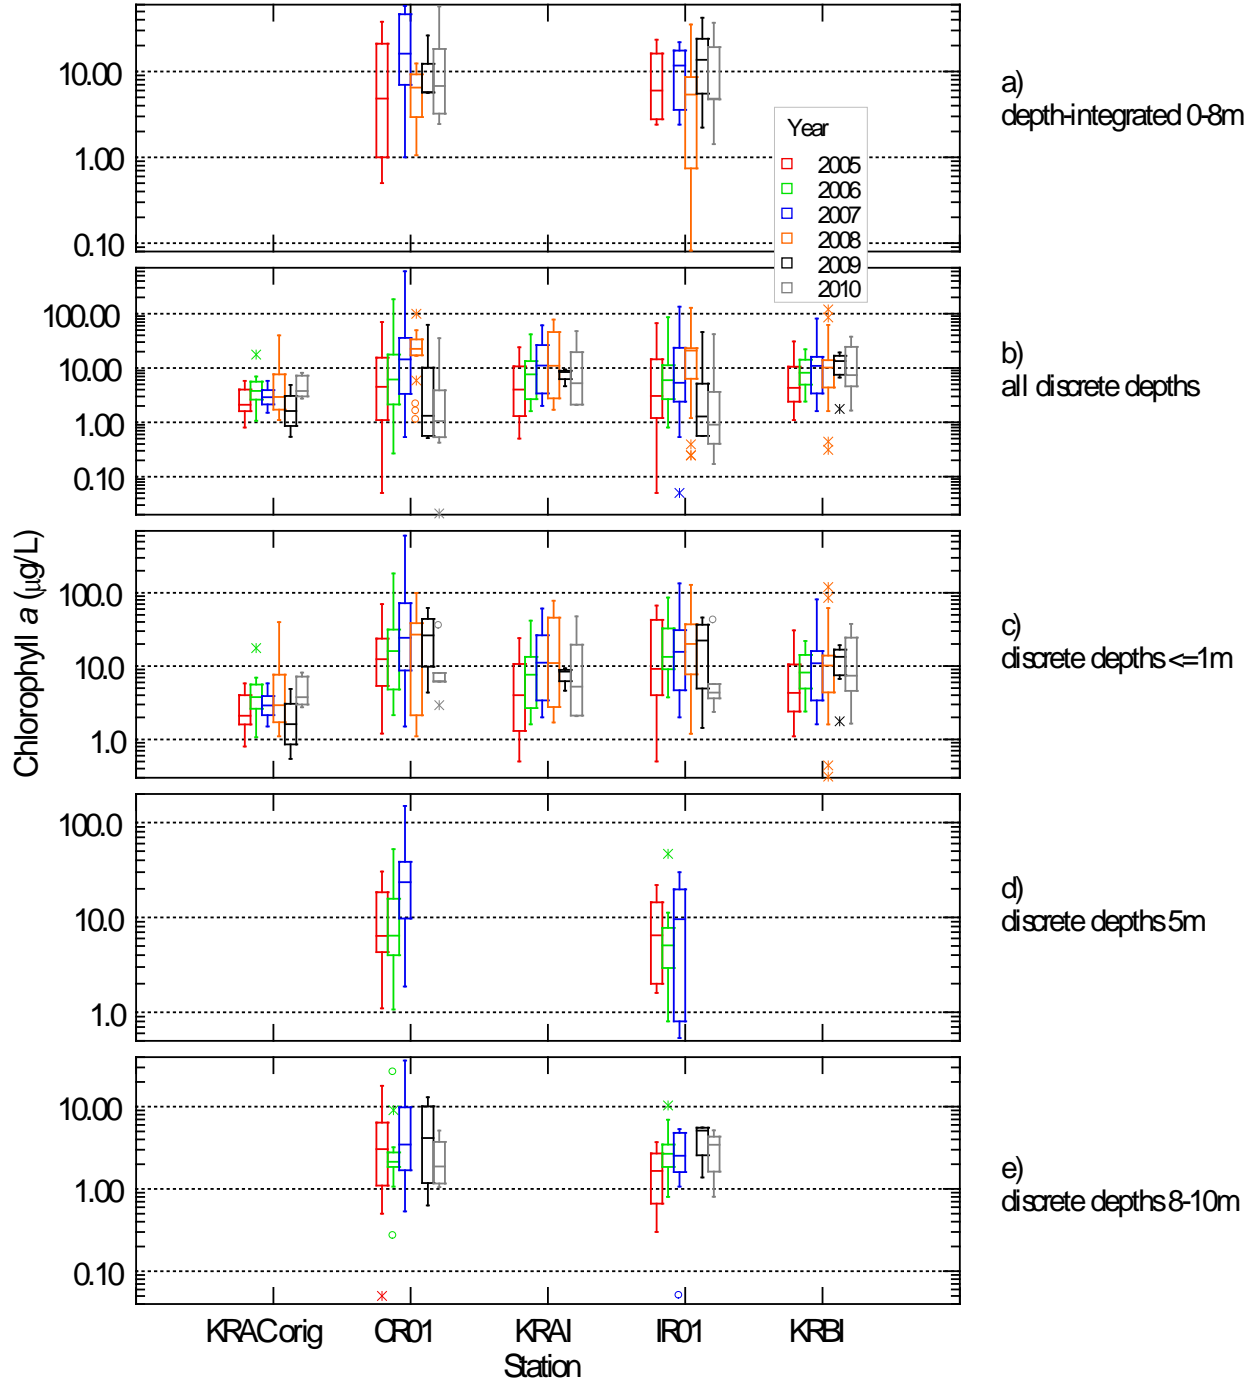 10.00
1.00
0.10
a)
depth-integrated 0-8m
Year
2005
2006
2007
2008
2009
2010
100.00
10.00
1.00
0.10
b)
all discrete depths
Chlorophyll a (µg/L)
100.0
10.0
1.0
c)
discrete depths <=1m
100.0
10.0
1.0
d)
discrete depths 5m
10.00
1.00
0.10
e)
discrete depths 8-10m
KRAC orig CR01 KRAI IR01 KRBI
Station